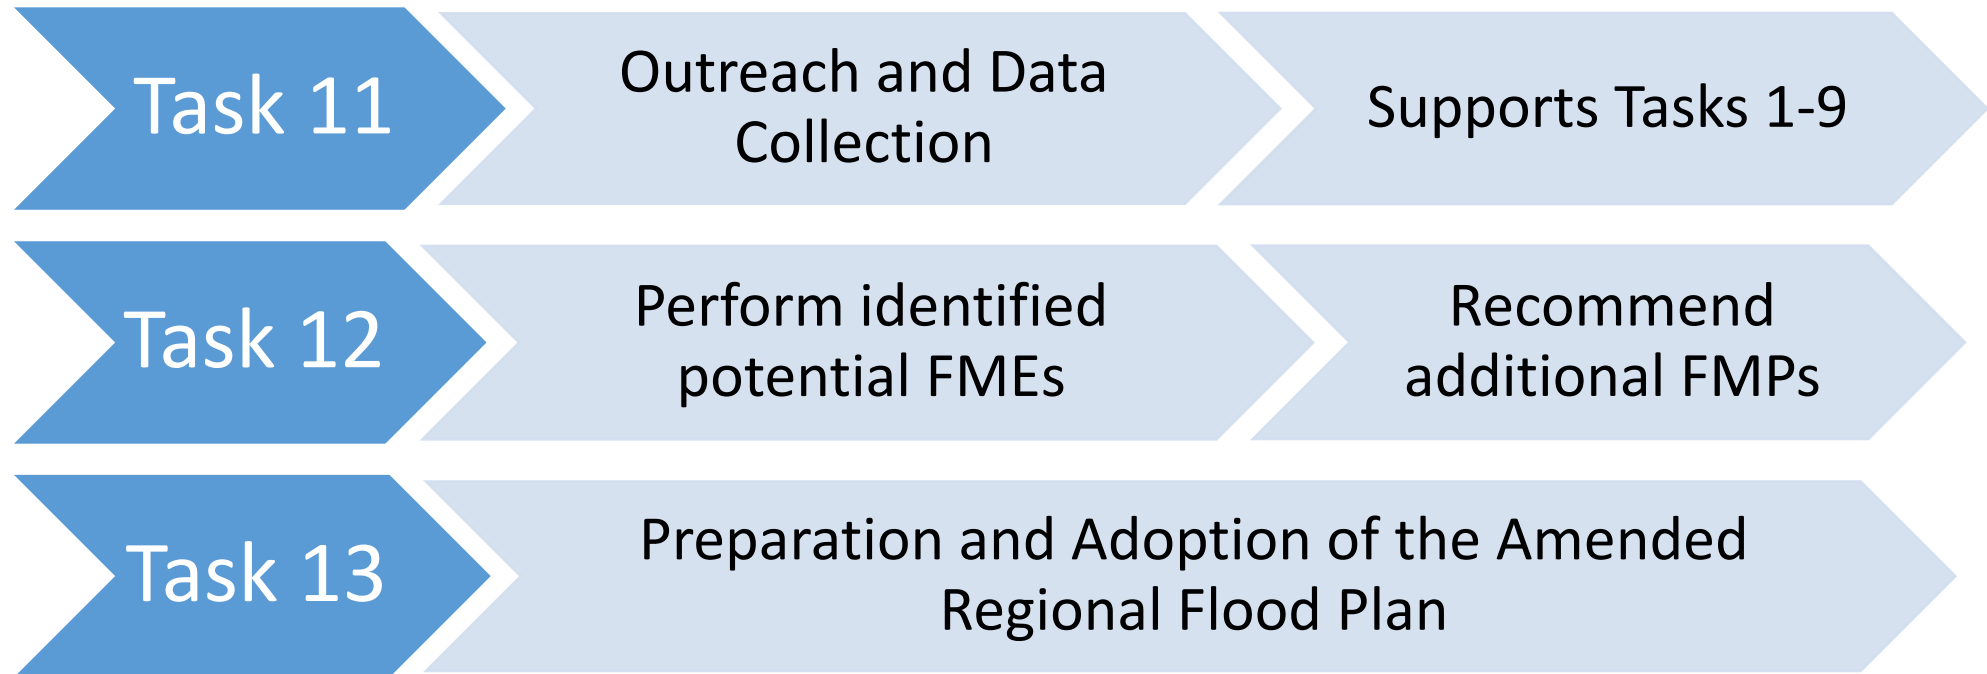 Task 11
Outreach and Data
Collection
Supports Tasks 1-9
Task 12
Perform identified
potential FMEs
Recommend
additional FMPs
Task 13
Preparation and Adoption of the Amended
Regional Flood Plan